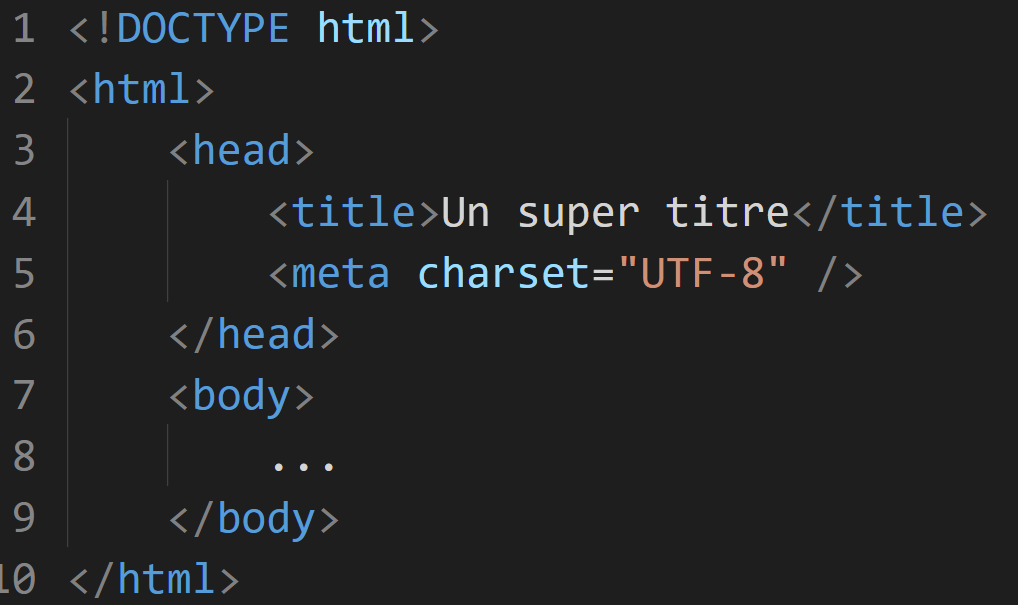 1 <!DOCTYPE html>
2 <html>
3     <head>
4         <title>Un super titre</title>
5         <meta charset="UTF-8" />
6     </head>
7     <body>
8         ...
9     </body>
10 </html>